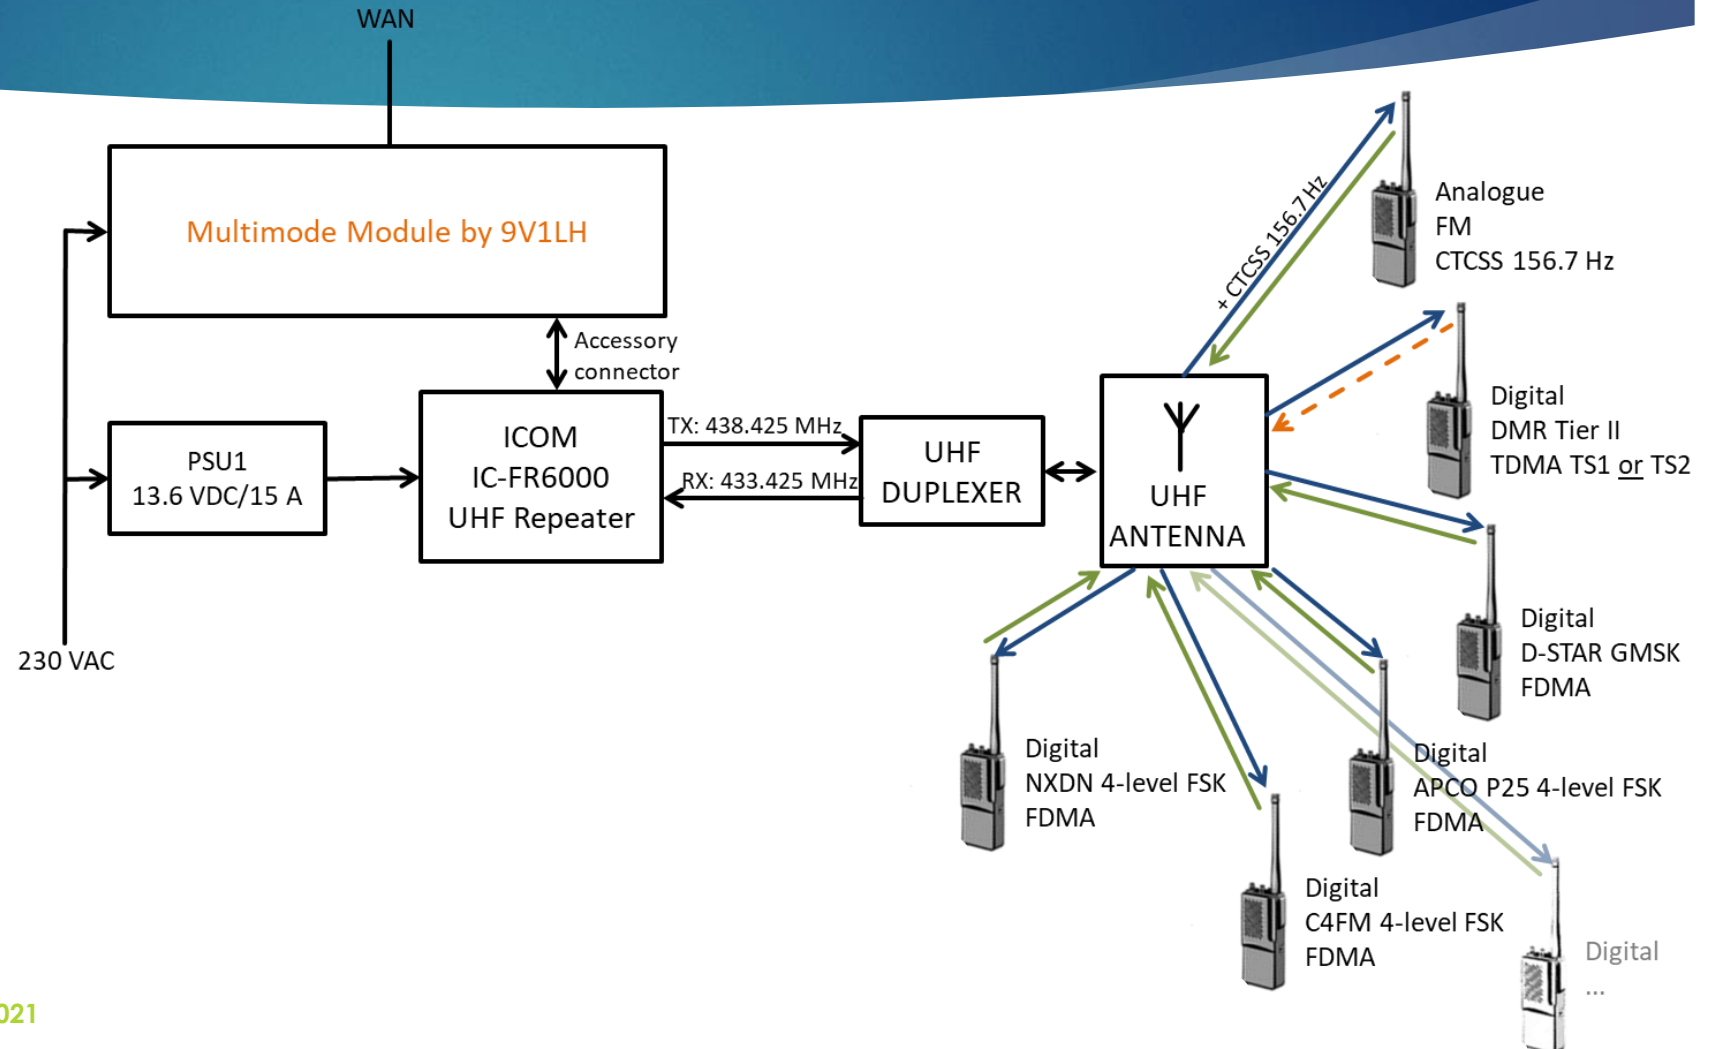 WAN
Multimode Module by 9V1LH
Accessory
connector
PSU1
13.6 VDC/15 A
ICOM
IC-FR6000
UHF Repeater
TX: 438.425 MHz
RX: 433.425 MHz
UHF
DUPLEXER
UHF
ANTENNA
230 VAC
+ CTCSS 156.7 Hz
Analogue
FM
CTCSS 156.7 Hz
Digital
DMR Tier II
TDMA TS1 or TS2
Digital
D-STAR GMSK
FDMA
Digital
NXDN 4-level FSK
FDMA
Digital
APCO P25 4-level FSK
FDMA
Digital
C4FM 4-level FSK
FDMA
Digital
...
021